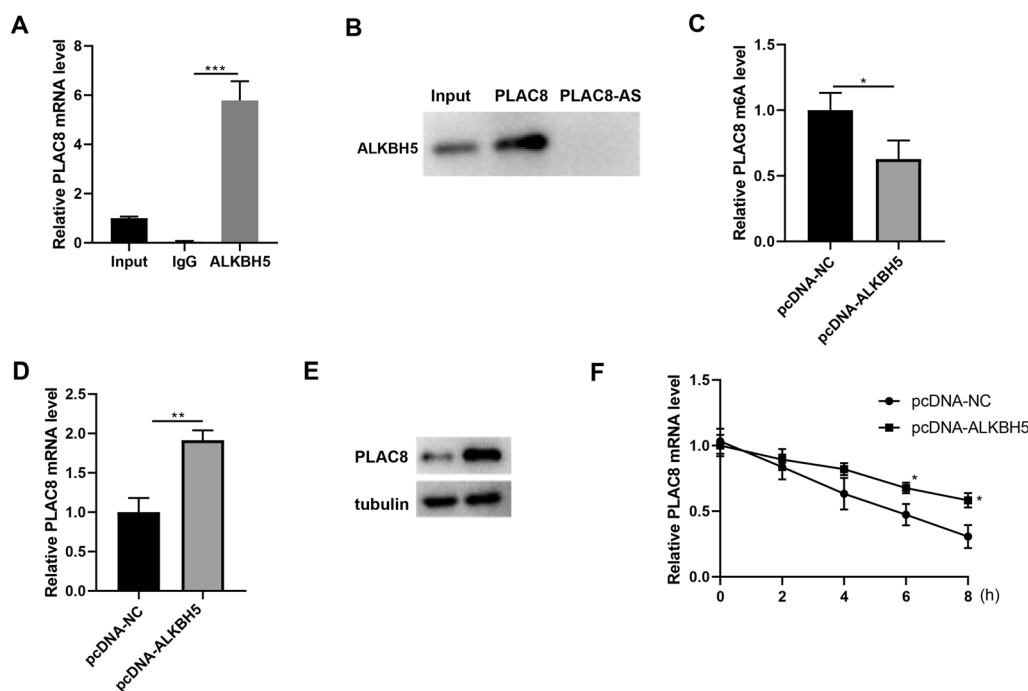 A
Relative PLAC8 mRNA level
8
6
4
2
0
***
Input IgG ALKBH5
B
Input PLAC8 PLAC8-AS
ALKBH5
C
Relative PLAC8 m6A level
1.5
1.0
0.5
0.0
*
pcDNA-NC
pcDNA-ALKBH5
D
Relative PLAC8 mRNA level
2.5
2.0
1.5
1.0
0.5
0.0
**
pcDNA-NC
pcDNA-ALKBH5
E
PLAC8
tubulin
F
Relative PLAC8 mRNA level
1.5
1.0
0.5
0.0
pcDNA-NC
pcDNA-ALKBH5
*
*
0 2 4 6 8 (h)